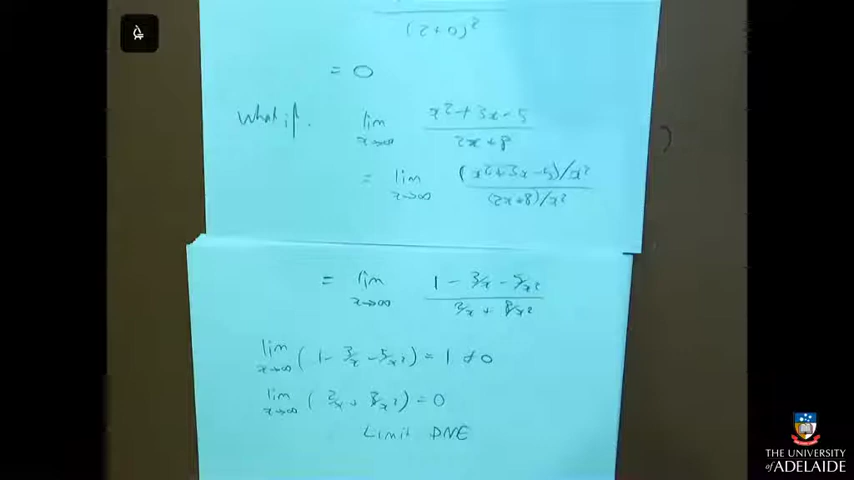 (2+0)²
= 0
What if. lim x→∞ x²+3x-5 / 2x+8
= lim x→∞ (x²+3x-5)/x² / (2x+8)/x²
= lim x→∞ 1 - 3/x - 5/x² / 2/x + 8/x²
lim x→∞ (1 - 3/x - 5/x²) = 1 ≠ 0
lim x→∞ (2/x + 8/x²) = 0
Limit DNE
THE UNIVERSITY
of ADELAIDE